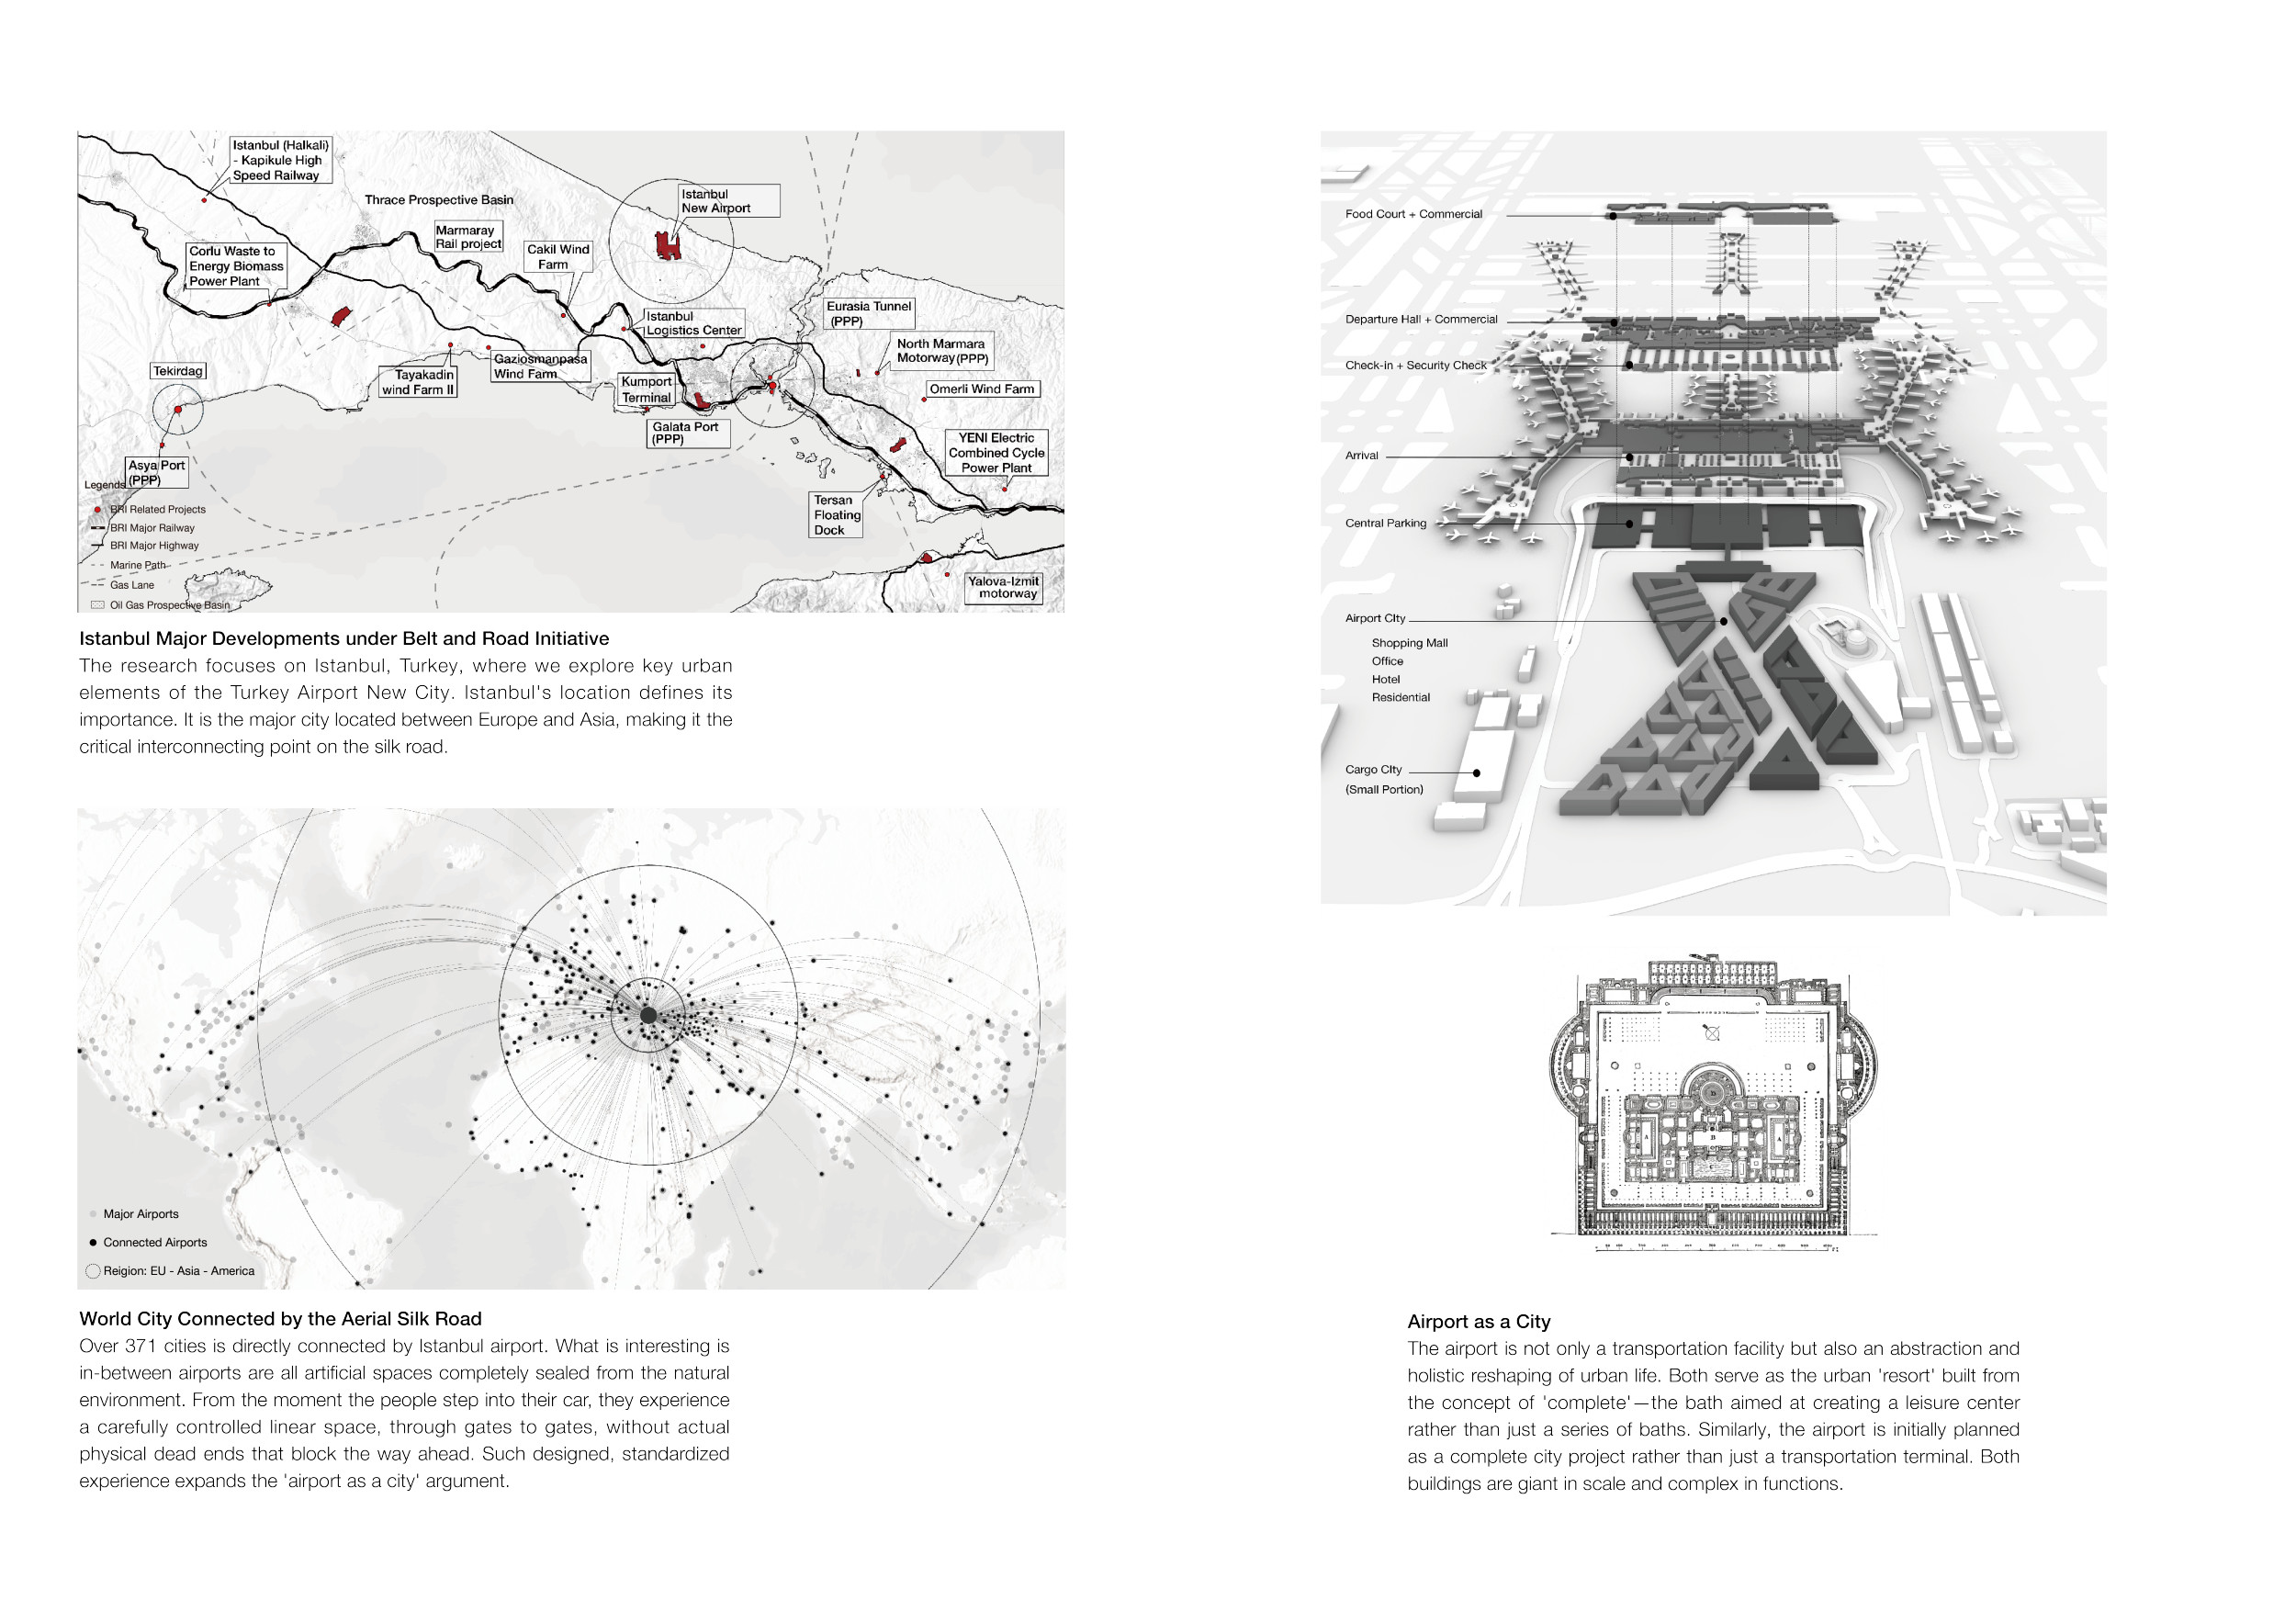 Istanbul (Halkali)
- Kapikule High
Speed Railway
Thrace Prospective Basin
Istanbul
New Airport
Marmaray
Rail project
Cakil Wind
Farm
Corlu Waste to
Energy Biomass
Power Plant
Eurasia Tunnel
(PPP)
Istanbul
Logistics Center
North Marmara
Motorway(PPP)
Gaziosmanpasa
Wind Farm
Tekirdag
Tayakadin
wind Farm II
Kumport
Terminal
Omerli Wind Farm
Galata Port
(PPP)
YENI Electric
Combined Cycle
Power Plant
Asya Port
(PPP)
Tersan
Floating
Dock
Yalova-Izmit
motorway
Legends
BRI Related Projects
BRI Major Railway
BRI Major Highway
Marine Path
Gas Lane
Oil Gas Prospective Basin
Istanbul Major Developments under Belt and Road Initiative
The research focuses on Istanbul, Turkey, where we explore key urban
elements of the Turkey Airport New City. Istanbul's location defines its
importance. It is the major city located between Europe and Asia, making it the
critical interconnecting point on the silk road.
Major Airports
Connected Airports
Reigion: EU - Asia - America
World City Connected by the Aerial Silk Road
Over 371 cities is directly connected by Istanbul airport. What is interesting is
in-between airports are all artificial spaces completely sealed from the natural
environment. From the moment the people step into their car, they experience
a carefully controlled linear space, through gates to gates, without actual
physical dead ends that block the way ahead. Such designed, standardized
experience expands the 'airport as a city' argument.
Food Court + Commercial
Departure Hall + Commercial
Check-in + Security Check
Arrival
Central Parking
Airport CIty
Shopping Mall
Office
Hotel
Residential
Cargo CIty
(Small Portion)
D
A
B
A
C
Airport as a City
The airport is not only a transportation facility but also an abstraction and
holistic reshaping of urban life. Both serve as the urban 'resort' built from
the concept of 'complete'—the bath aimed at creating a leisure center
rather than just a series of baths. Similarly, the airport is initially planned
as a complete city project rather than just a transportation terminal. Both
buildings are giant in scale and complex in functions.